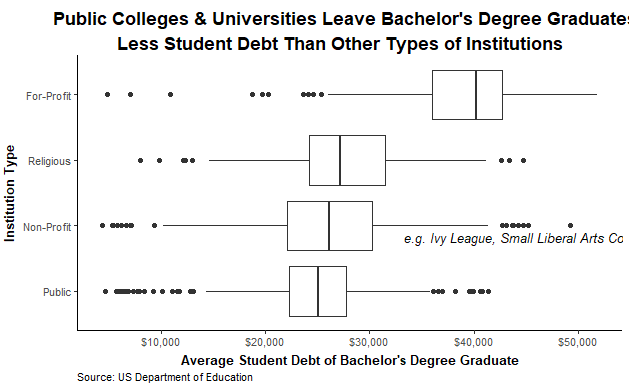 Public Colleges & Universities Leave Bachelor's Degree Graduates
Less Student Debt Than Other Types of Institutions
Institution Type
For-Profit
Religious
Non-Profit
e.g. Ivy League, Small Liberal Arts Co
Public
$10,000 $20,000 $30,000 $40,000 $50,000
Average Student Debt of Bachelor's Degree Graduate
Source: US Department of Education